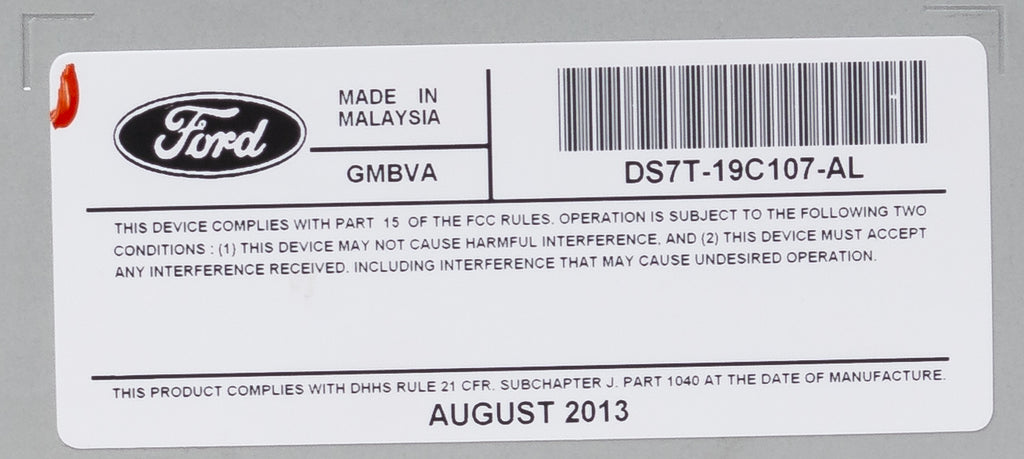 Ford
MADE IN
MALAYSIA
GMBVA
DS7T-19C107-AL
THIS DEVICE COMPLIES WITH PART 15 OF THE FCC RULES. OPERATION IS SUBJECT TO THE FOLLOWING TWO
CONDITIONS : (1) THIS DEVICE MAY NOT CAUSE HARMFUL INTERFERENCE, AND (2) THIS DEVICE MUST ACCEPT
ANY INTERFERENCE RECEIVED. INCLUDING INTERFERENCE THAT MAY CAUSE UNDESIRED OPERATION.
THIS PRODUCT COMPLIES WITH DHHS RULE 21 CFR. SUBCHAPTER J. PART 1040 AT THE DATE OF MANUFACTURE.
AUGUST 2013